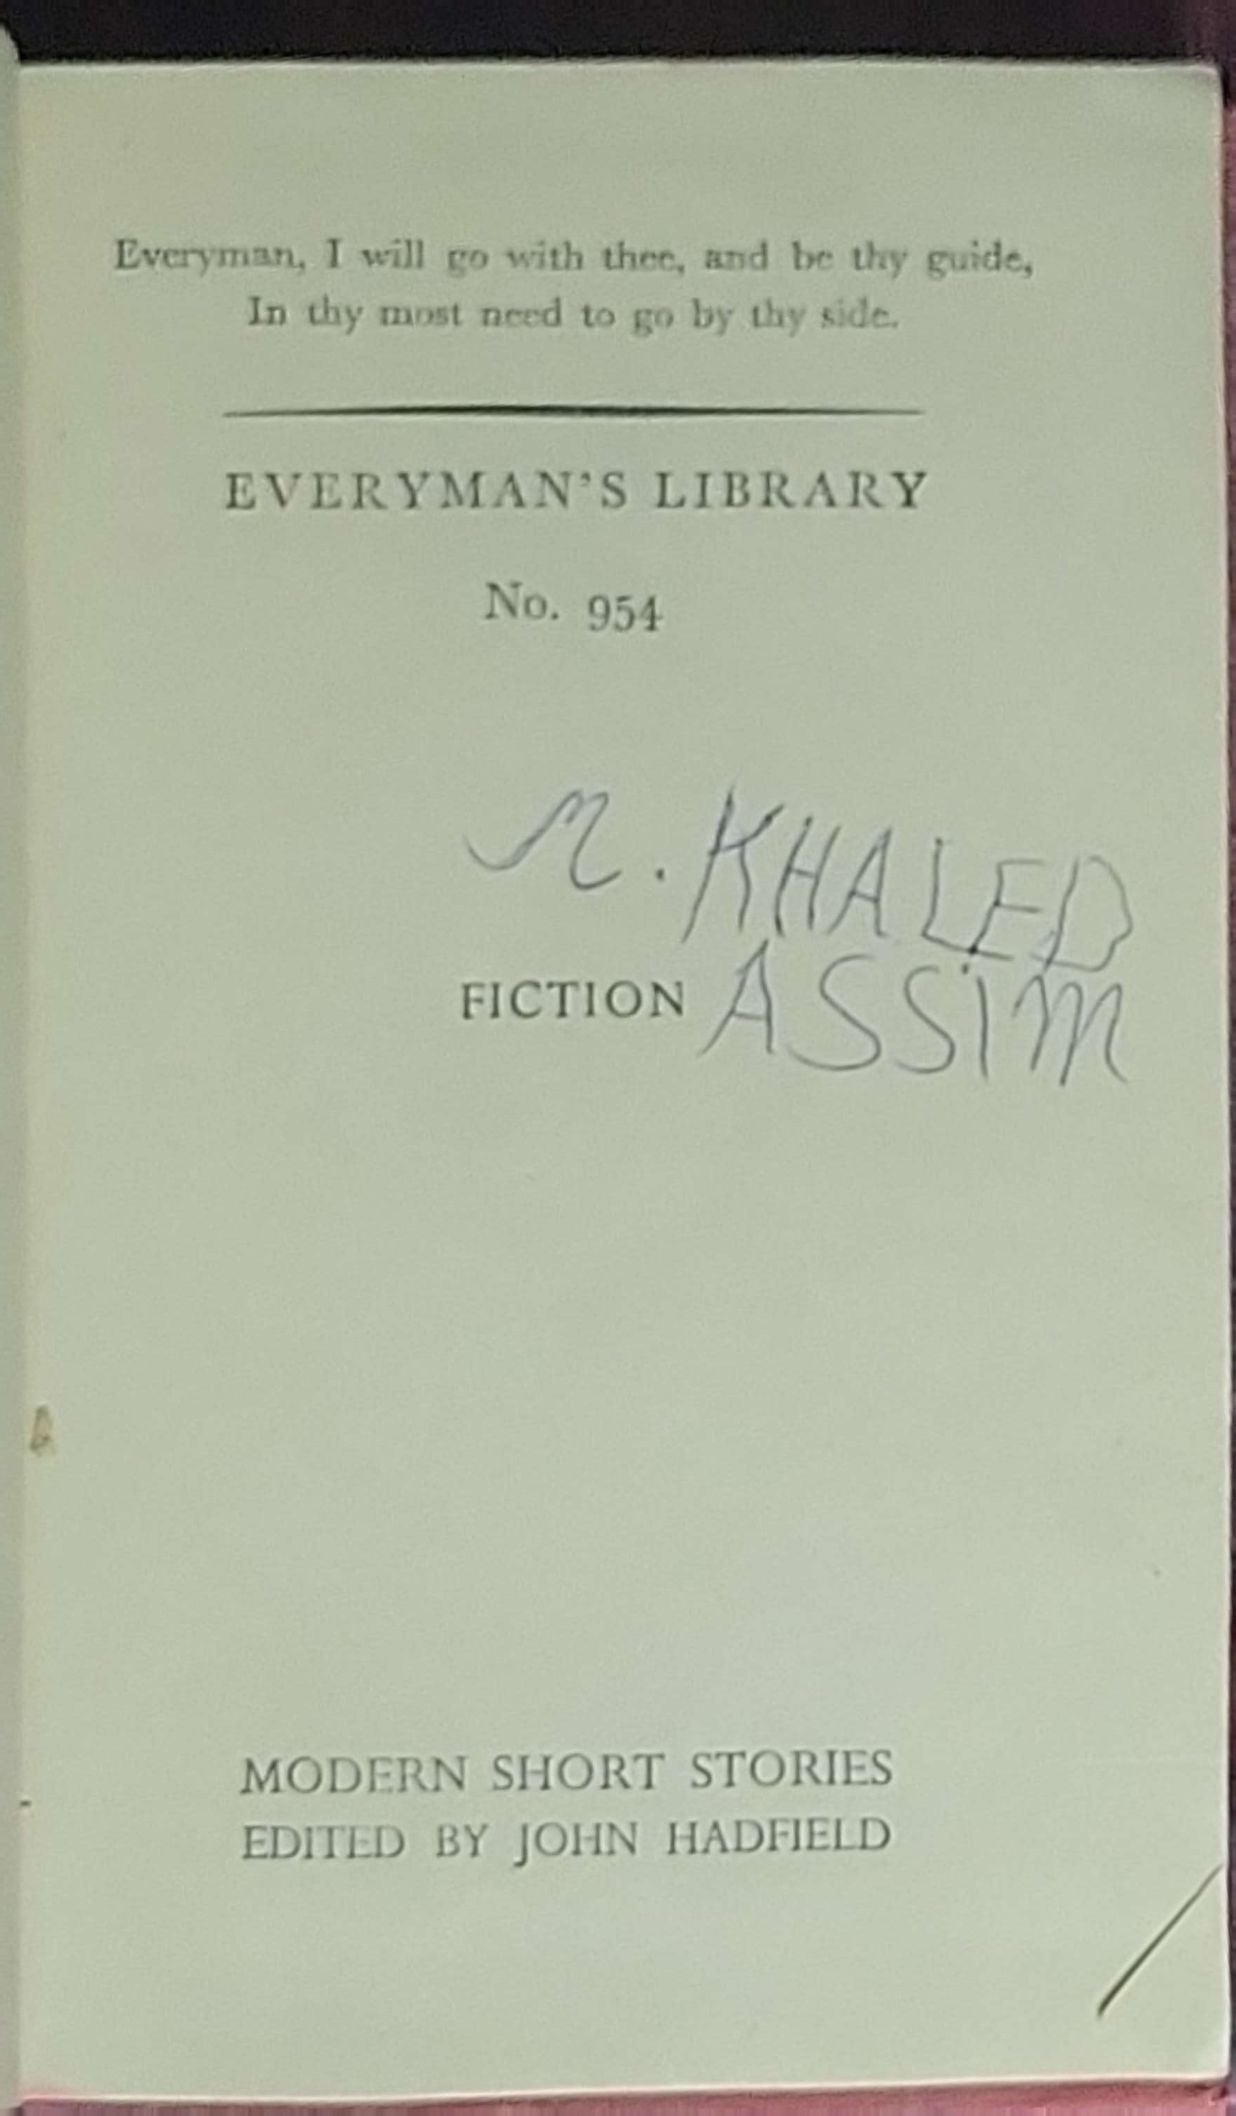 Everyman, I will go with thee, and be thy guide,
In thy most need to go by thy side.
EVERYMAN'S LIBRARY
No. 954
KHALED
FICTION ASSIM
MODERN SHORT STORIES
EDITED BY JOHN HADFIELD